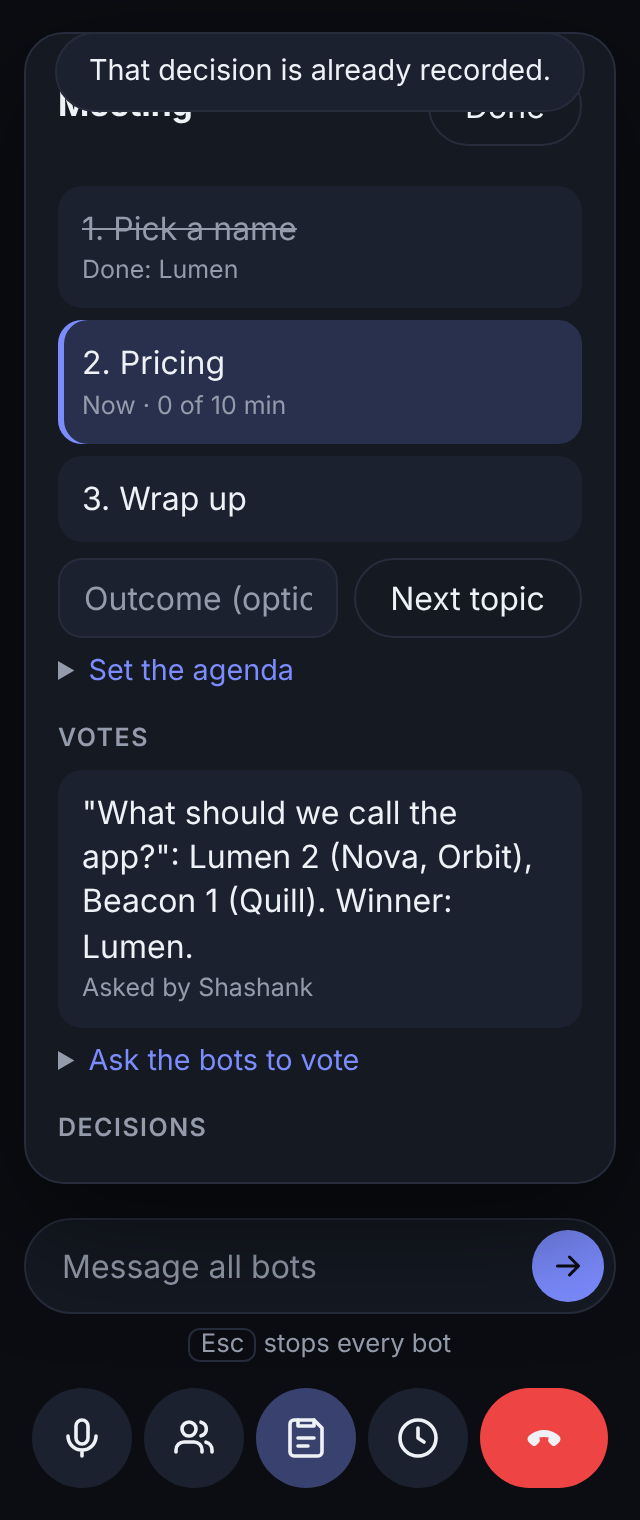 That decision is already recorded.
Meeting
Done
1. Pick a name
Done: Lumen
2. Pricing
Now · 0 of 10 min
3. Wrap up
Outcome (optic
Next topic
Set the agenda
VOTES
"What should we call the
app?": Lumen 2 (Nova, Orbit),
Beacon 1 (Quill). Winner:
Lumen.
Asked by Shashank
Ask the bots to vote
DECISIONS
Message all bots
Esc stops every bot